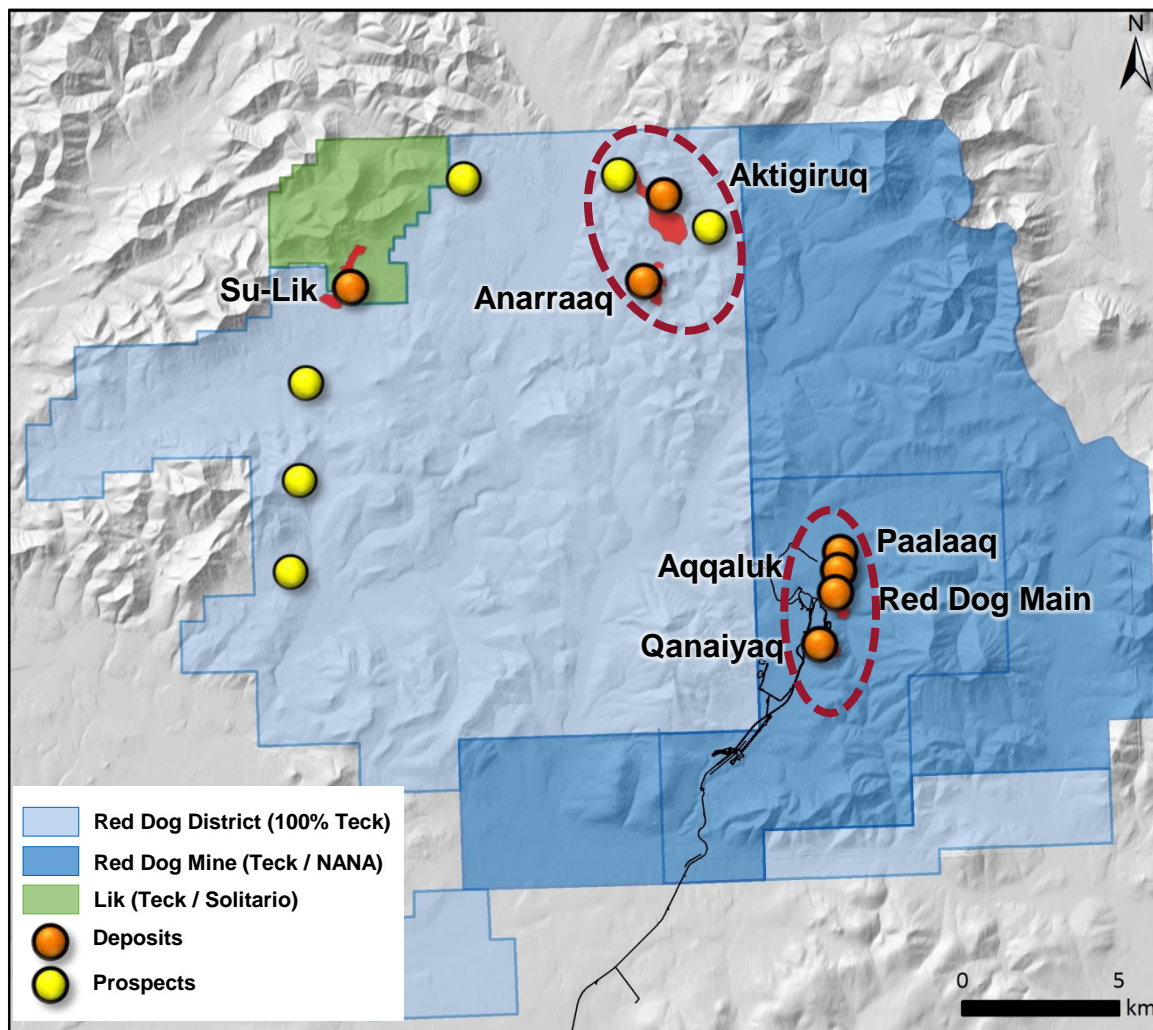 N
Aktigiruq
Su-Lik
Anarraaq
Paalaaq
Aqqaluk
Red Dog Main
Qanaiyaq
Red Dog District (100% Teck)
Red Dog Mine (Teck / NANA)
Lik (Teck / Solitario)
Deposits
Prospects
0 5
km